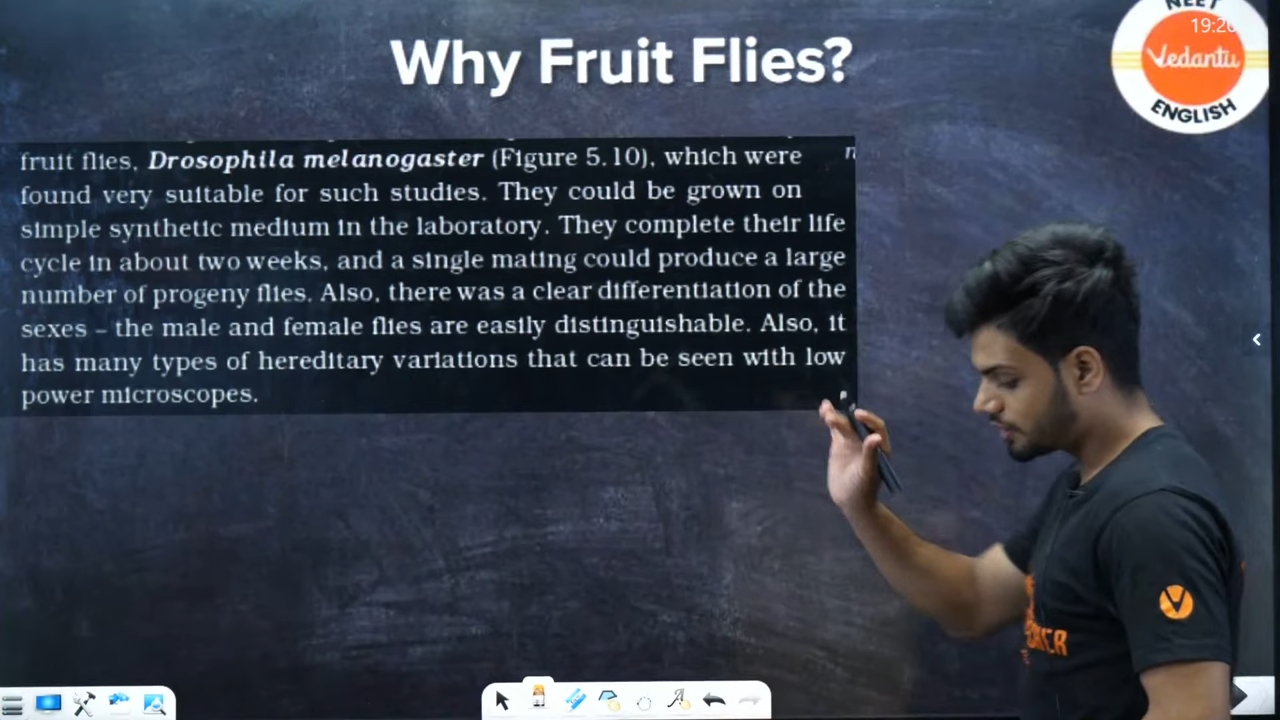 Why Fruit Flies?
NEET
19:20
Vedantu
ENGLISH
fruit flies, Drosophila melanogaster (Figure 5.10), which were
found very suitable for such studies. They could be grown on
simple synthetic medium in the laboratory. They complete their life
cycle in about two weeks, and a single mating could produce a large
number of progeny flies. Also, there was a clear differentiation of the
sexes – the male and female flies are easily distinguishable. Also, it
has many types of hereditary variations that can be seen with low
power microscopes.